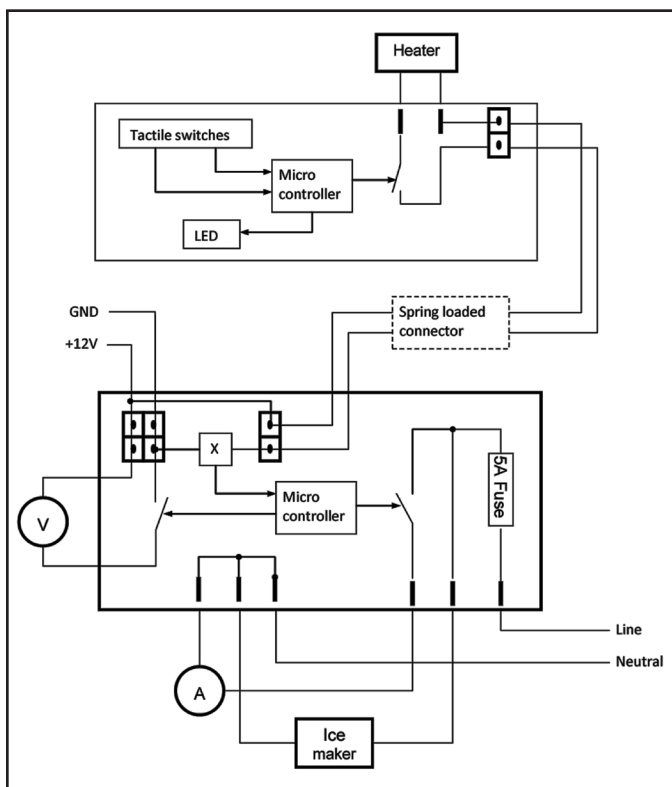 Heater
Tactile switches
Micro
controller
LED
GND
+12V
Spring loaded
connector
X
5A Fuse
V
Micro
controller
Line
Neutral
A
Ice
maker